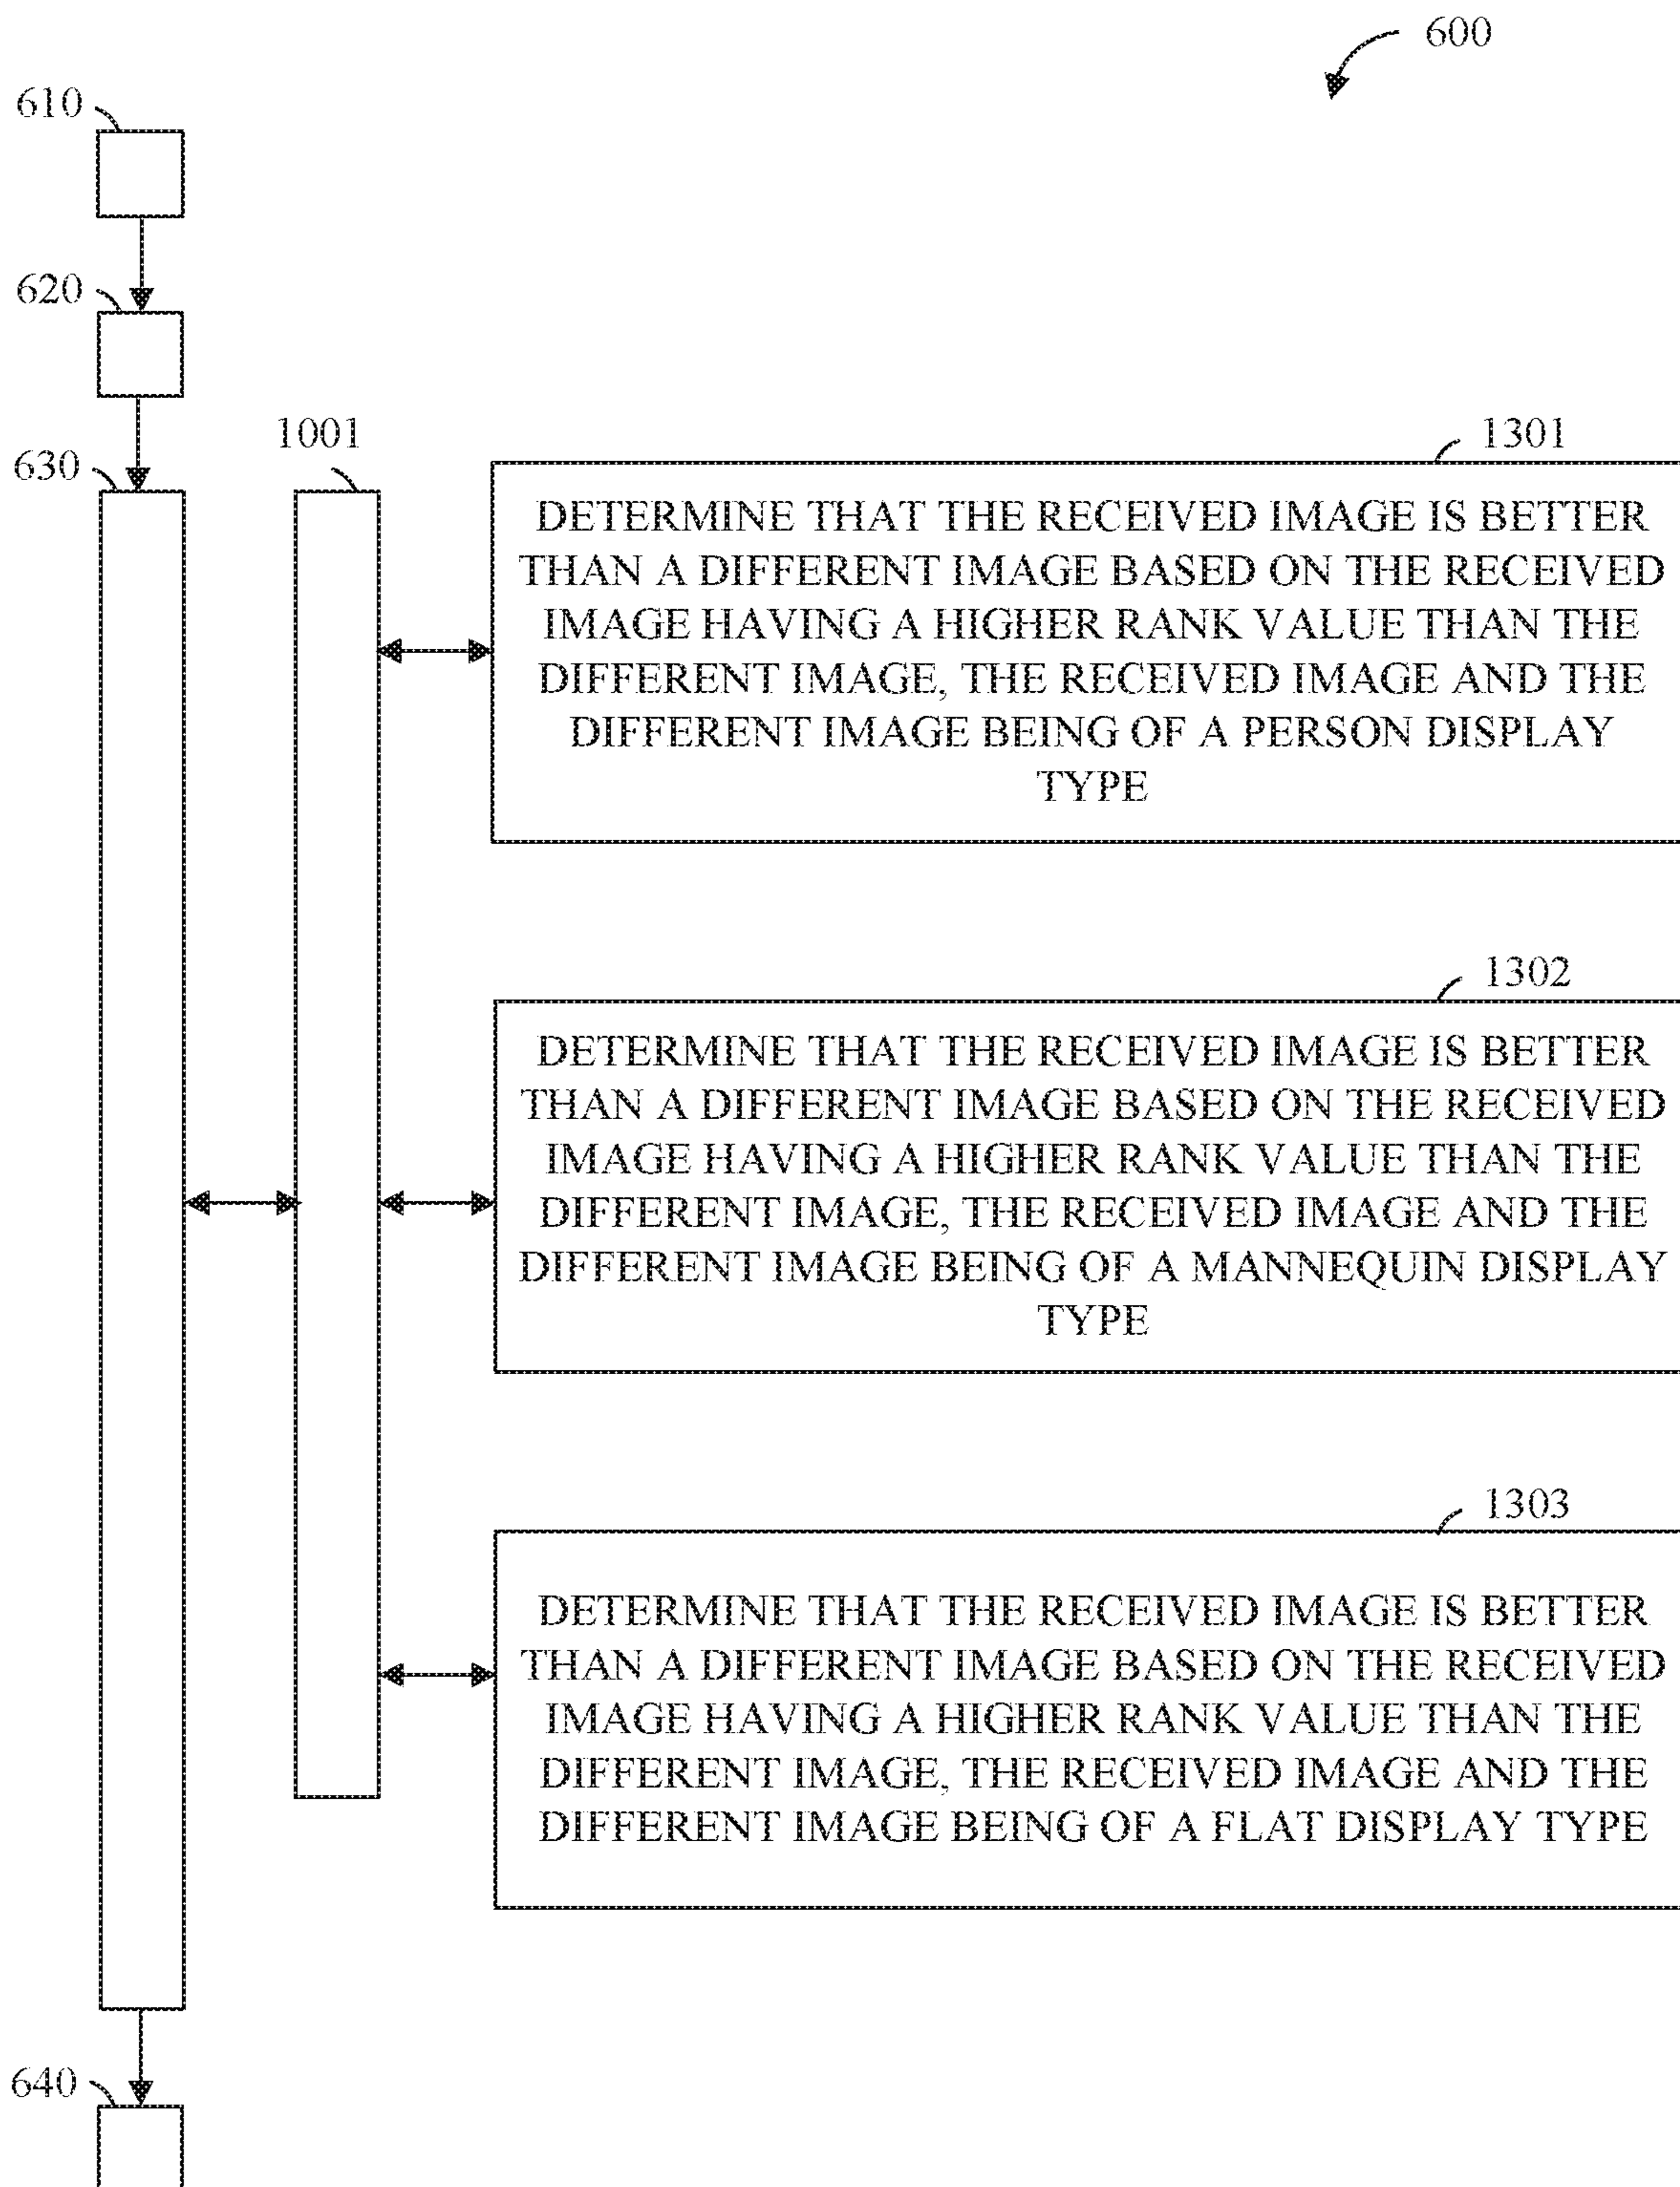 600
610
620
630
1001
1301
DETERMINE THAT THE RECEIVED IMAGE IS BETTER
THAN A DIFFERENT IMAGE BASED ON THE RECEIVED
IMAGE HAVING A HIGHER RANK VALUE THAN THE
DIFFERENT IMAGE, THE RECEIVED IMAGE AND THE
DIFFERENT IMAGE BEING OF A PERSON DISPLAY
TYPE
1302
DETERMINE THAT THE RECEIVED IMAGE IS BETTER
THAN A DIFFERENT IMAGE BASED ON THE RECEIVED
IMAGE HAVING A HIGHER RANK VALUE THAN THE
DIFFERENT IMAGE, THE RECEIVED IMAGE AND THE
DIFFERENT IMAGE BEING OF A MANNEQUIN DISPLAY
TYPE
1303
DETERMINE THAT THE RECEIVED IMAGE IS BETTER
THAN A DIFFERENT IMAGE BASED ON THE RECEIVED
IMAGE HAVING A HIGHER RANK VALUE THAN THE
DIFFERENT IMAGE, THE RECEIVED IMAGE AND THE
DIFFERENT IMAGE BEING OF A FLAT DISPLAY TYPE
640